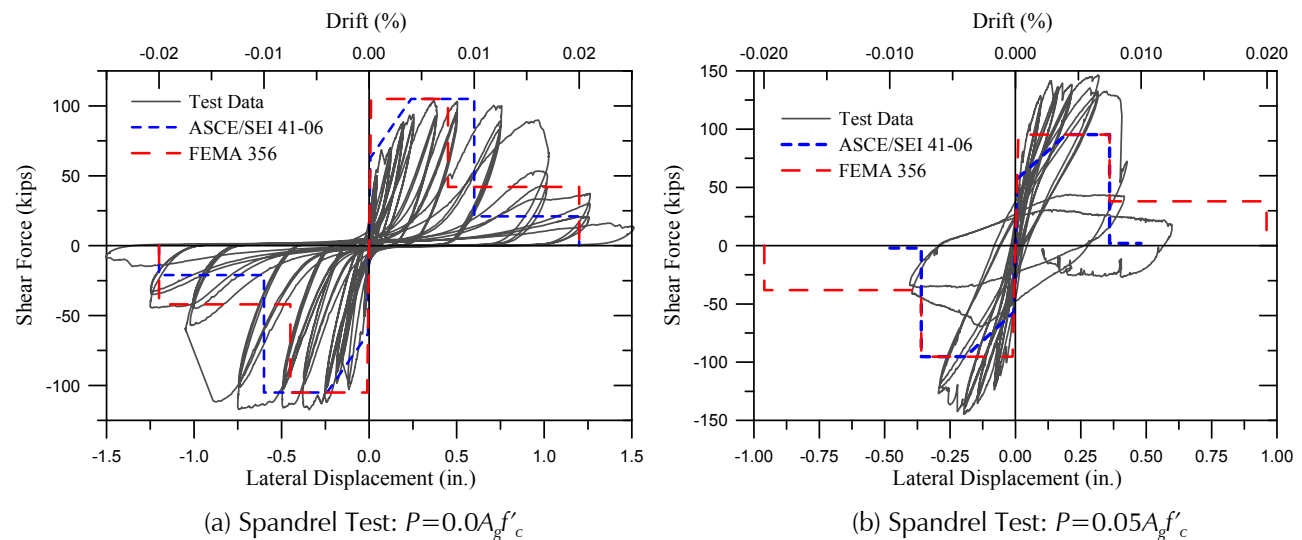 Drift (%)
-0.02 -0.01 0.00 0.01 0.02
100
50
0
-50
-100
Shear Force (kips)
Test Data
ASCE/SEI 41-06
FEMA 356
-1.5 -1.0 -0.5 0.0 0.5 1.0 1.5
Lateral Displacement (in.)
(a) Spandrel Test: P=0.0A_g f'_c
Drift (%)
-0.020 -0.010 0.000 0.010 0.020
150
100
50
0
-50
-100
-150
Shear Force (kips)
Test Data
ASCE/SEI 41-06
FEMA 356
-1.00 -0.75 -0.50 -0.25 0.00 0.25 0.50 0.75 1.00
Lateral Displacement (in.)
(b) Spandrel Test: P=0.05A_g f'_c